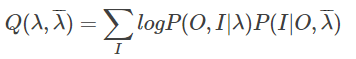 Q(λ, λ̅) = ∑_I logP(O, I|λ)P(I|O, λ̅)